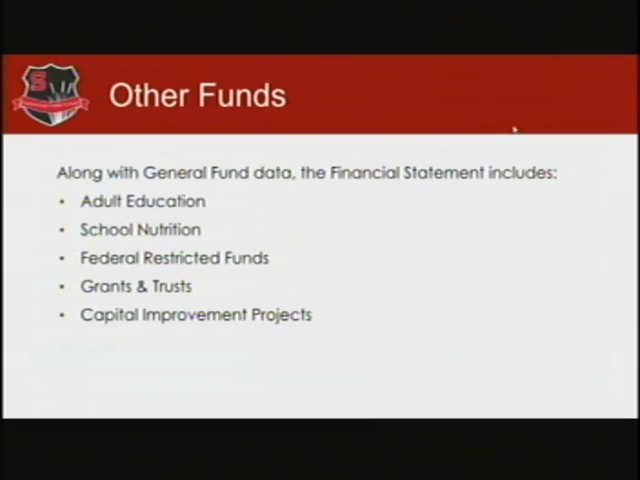 S
Other Funds
Along with General Fund data, the Financial Statement includes:
• Adult Education
• School Nutrition
• Federal Restricted Funds
• Grants & Trusts
• Capital Improvement Projects